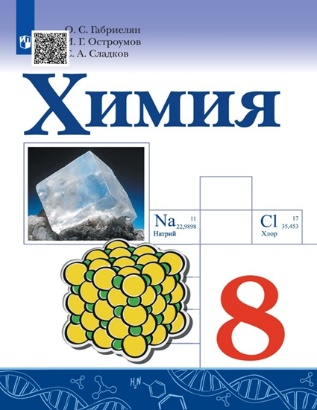 О. С. Габриелян
И. Г. Остроумов
С. А. Сладков
Химия
Na 11
22,9898
Натрий
Cl 17
35,453
Хлор
8